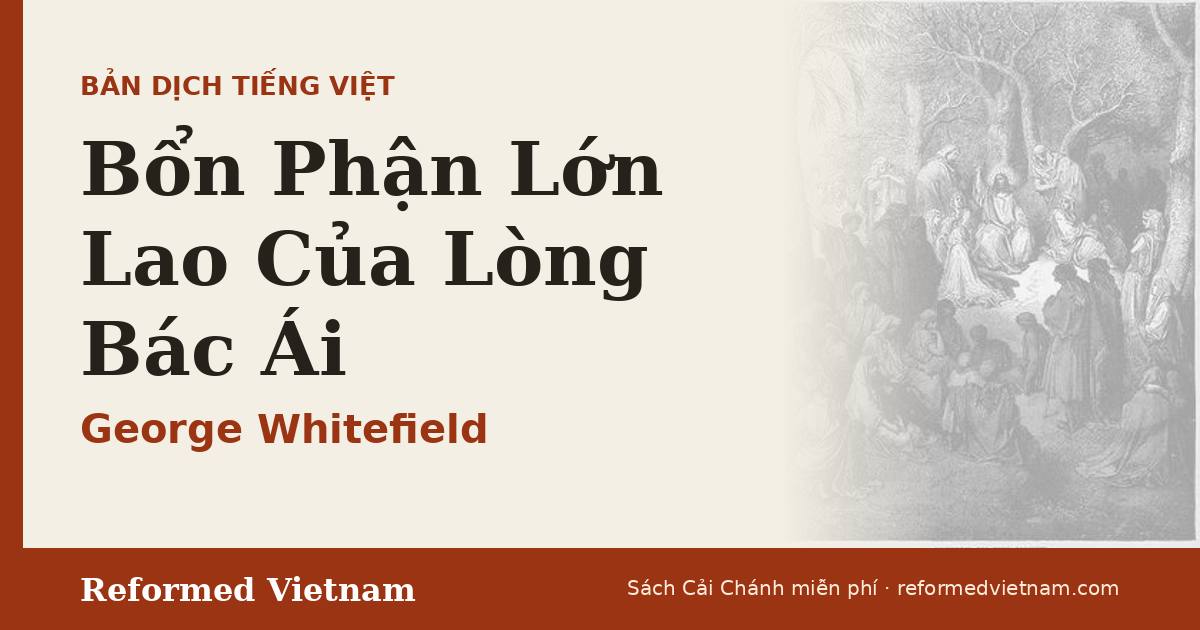 BẢN DỊCH TIẾNG VIỆT
Bổn Phận Lớn
Lao Của Lòng
Bác Ái
George Whitefield
Reformed Vietnam
Sách Cải Chánh miễn phí · reformedvietnam.com